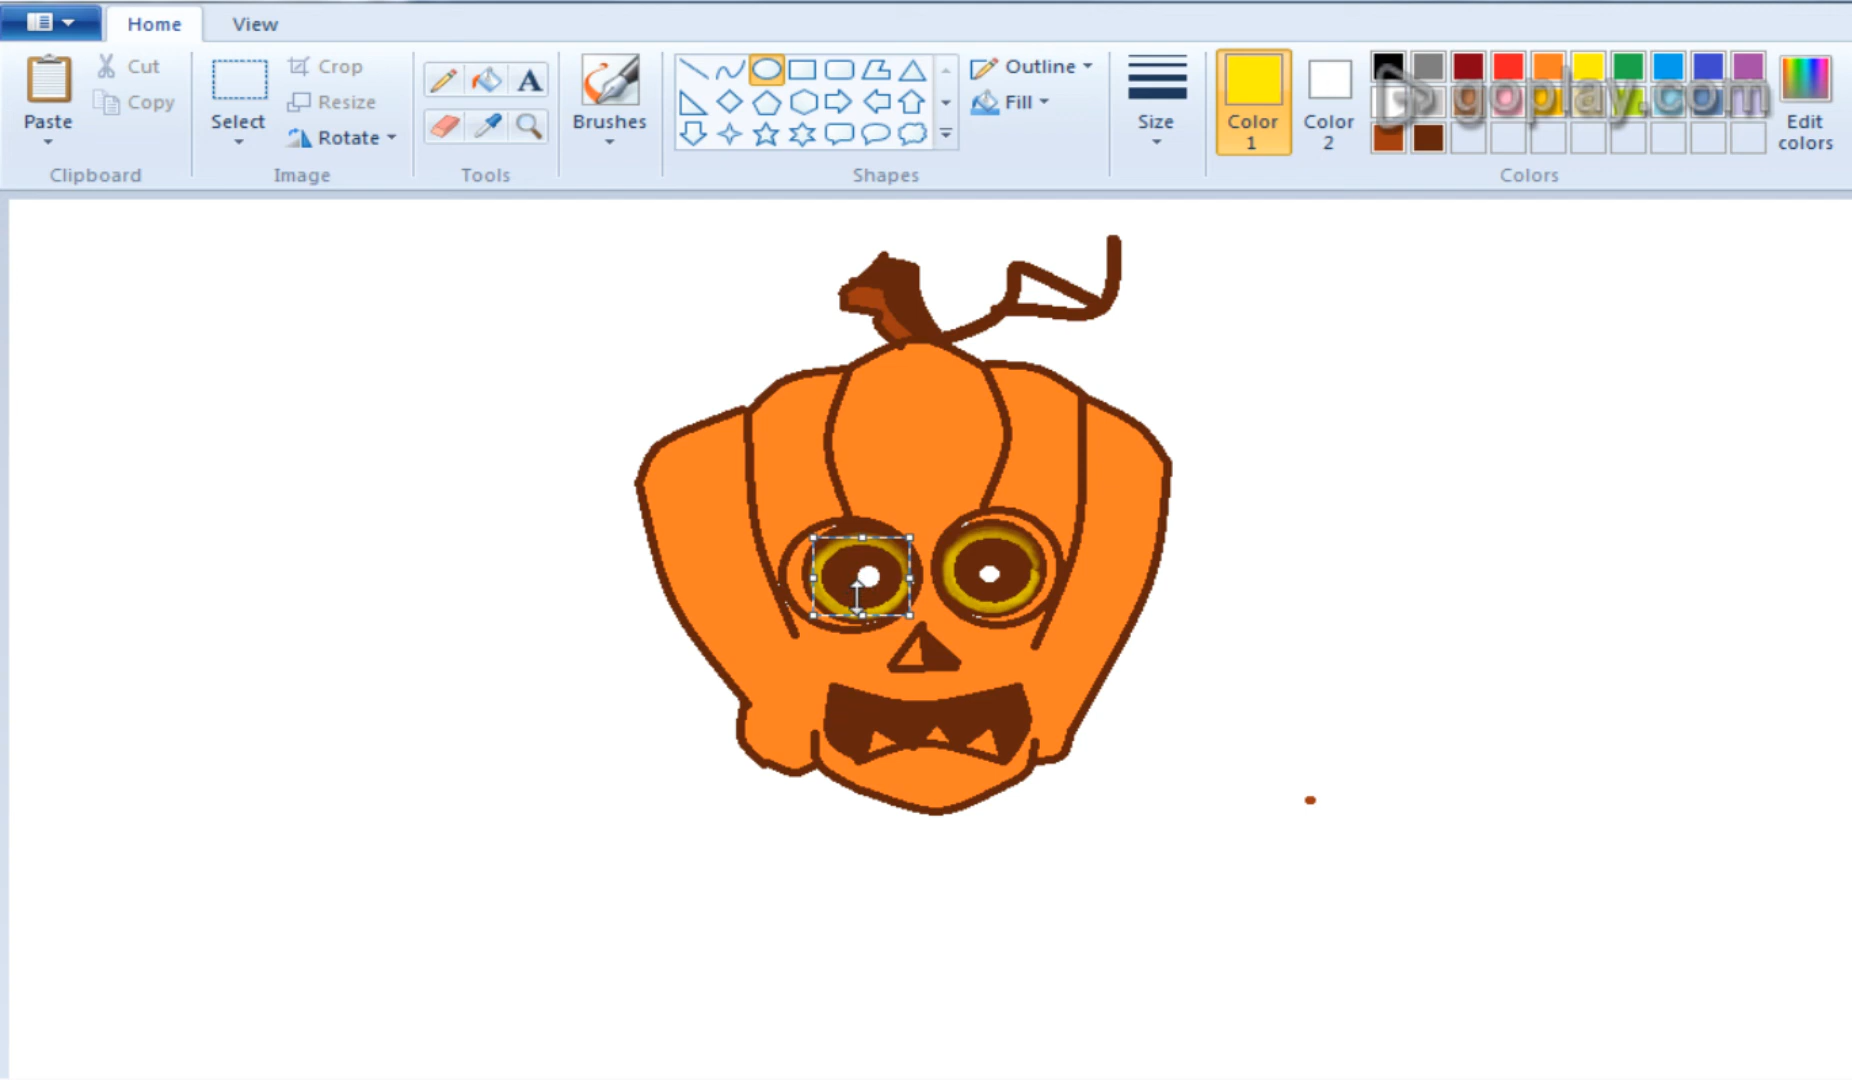 Home View
Cut Crop Outline
Copy Resize Fill
Paste Select Rotate Brushes Size Color 1 Color 2 Edit colors
Clipboard Image Tools Shapes Colors
A
goplay.com